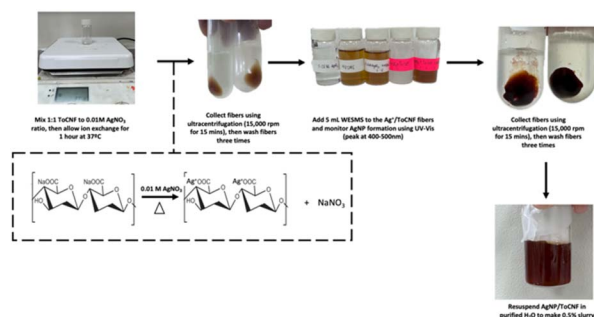 Mix 1:1 ToCNF to 0.01M AgNO₃
ratio, then allow ion exchange for
1 hour at 37ºC
Collect fibers using
ultracentrifugation (15,000 rpm
for 15 mins), then wash fibers
three times
Add 5 mL WESMS to the Ag⁺/ToCNF fibers
and monitor AgNP formation using UV-Vis
(peak at 400-500nm)
Collect fibers using
ultracentrifugation (15,000 rpm
for 15 mins), then wash fibers
three times
NaOOC NaOOC
HO
0.01 M AgNO₃
△
Ag⁺OOC Ag⁺OOC
HO
+ NaNO₃
Resuspend AgNP/ToCNF in
purified H₂O to make 0.5% slurry